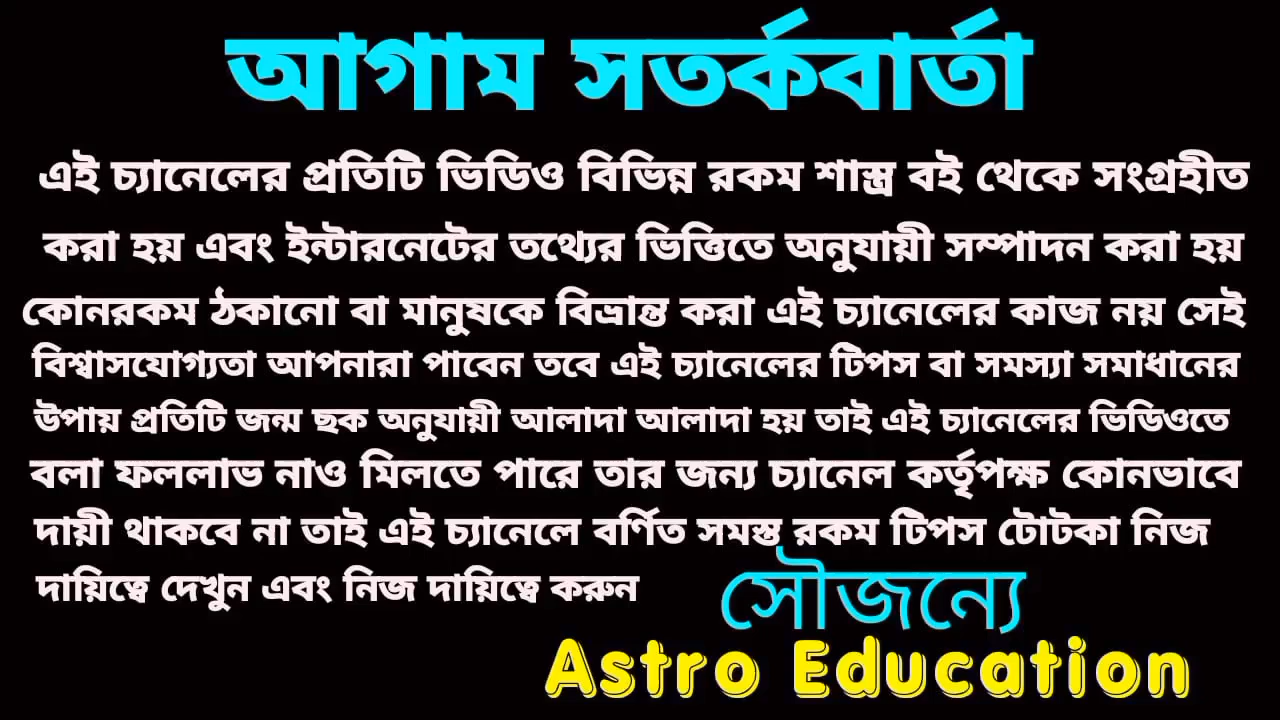 আগাম সতর্কবার্তা
এই চ্যানেলের প্রতিটি ভিডিও বিভিন্ন রকম শাস্ত্র বই থেকে সংগ্রহীত
করা হয় এবং ইন্টারনেটের তথ্যের ভিত্তিতে অনুযায়ী সম্পাদন করা হয়
কোনরকম ঠকানো বা মানুষকে বিভ্রান্ত করা এই চ্যানেলের কাজ নয় সেই
বিশ্বাসযোগ্যতা আপনারা পাবেন তবে এই চ্যানেলের টিপস বা সমস্যা সমাধানের
উপায় প্রতিটি জন্ম ছক অনুযায়ী আলাদা আলাদা হয় তাই এই চ্যানেলের ভিডিওতে
বলা ফললাভ নাও মিলতে পারে তার জন্য চ্যানেল কর্তৃপক্ষ কোনভাবে
দায়ী থাকবে না তাই এই চ্যানেলে বর্ণিত সমস্ত রকম টিপস টোটকা নিজ
দায়িত্বে দেখুন এবং নিজ দায়িত্বে করুন
সৌজন্যে
Astro Education